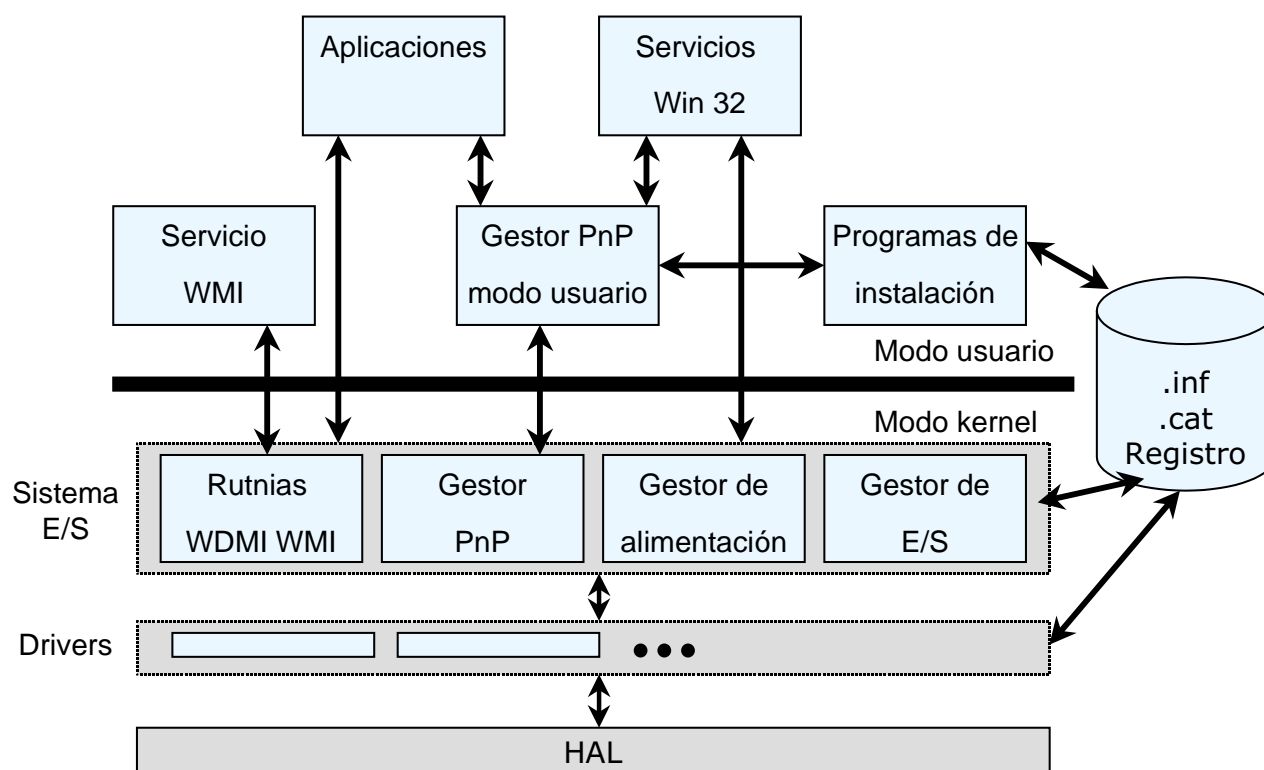 Aplicaciones
Servicios
Win 32
Servicio
WMI
Gestor PnP
modo usuario
Programas de
instalación
Modo usuario
.inf
.cat
Registro
Modo kernel
Sistema
E/S
Rutnias
WDMI WMI
Gestor
PnP
Gestor de
alimentación
Gestor de
E/S
Drivers
HAL